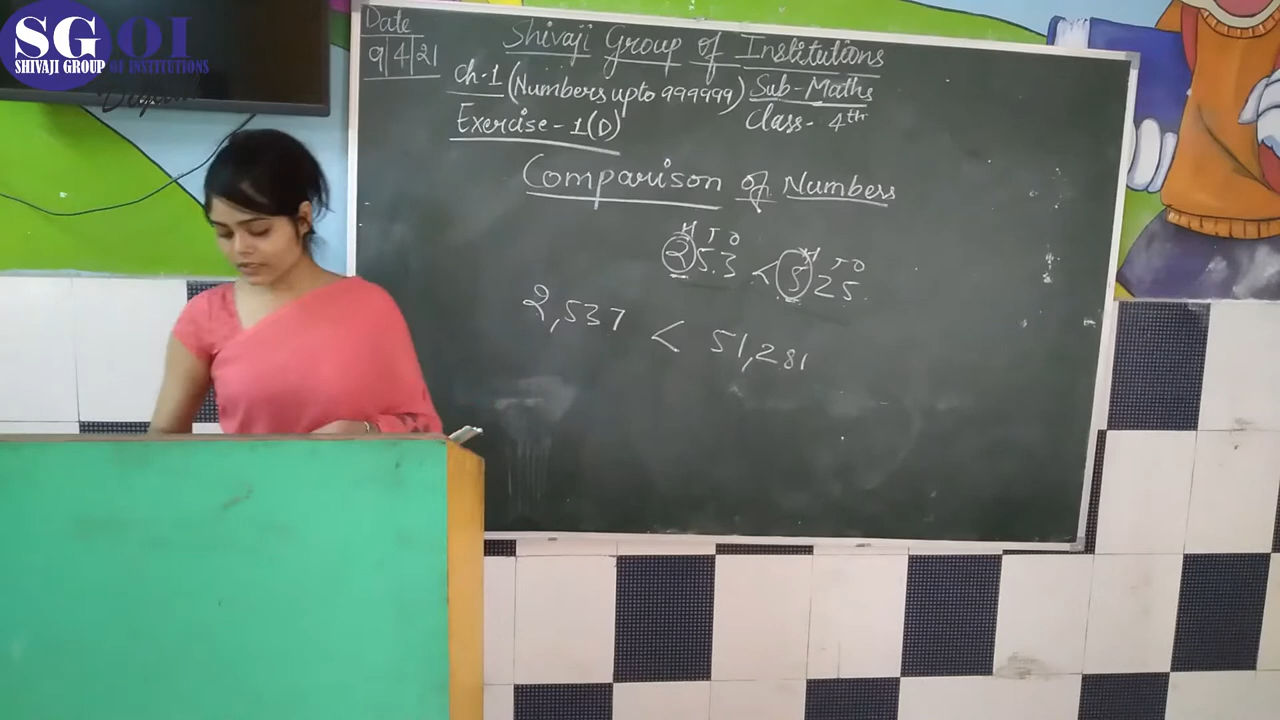 SGOI
SHIVAJI GROUP OF INSTITUTIONS
Date
9/4/21
Shivaji Group of Institutions
Ch-1 (Numbers upto 999999)
Sub-Maths
Exercise-1(D)
Class-4th
Comparison of Numbers
H T O H T O
253 < 525
2,537 < 51,281